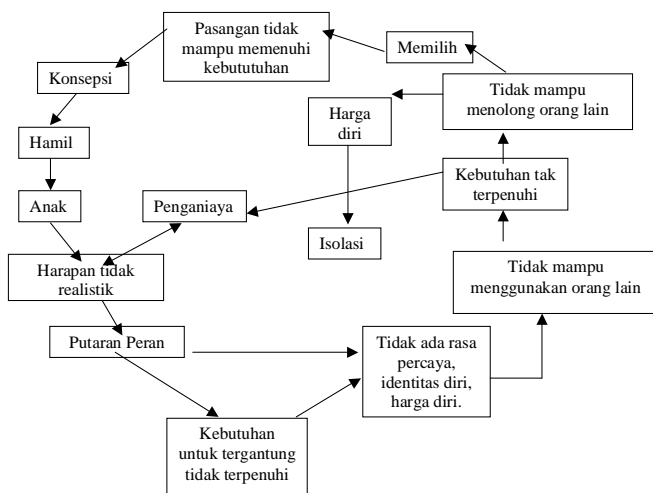 Pasangan tidak
mampu memenuhi
kebututuhan
Memilih
Konsepsi
Tidak mampu
menolong orang lain
Harga
diri
Hamil
Kebutuhan tak
terpenuhi
Anak
Penganiaya
Isolasi
Harapan tidak
realistik
Tidak mampu
menggunakan orang lain
Putaran Peran
Tidak ada rasa
percaya,
identitas diri,
harga diri.
Kebutuhan
untuk tergantung
tidak terpenuhi